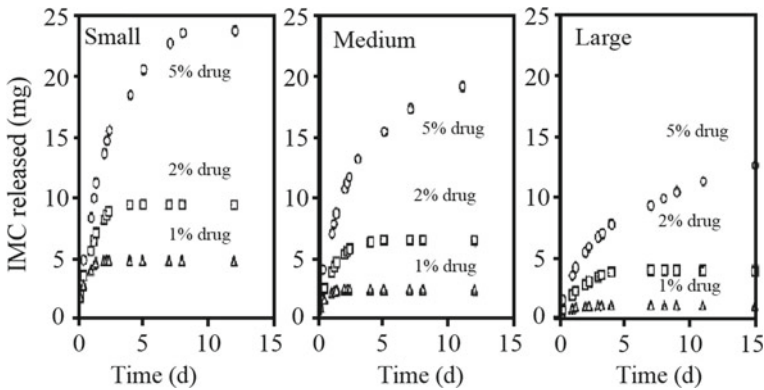 IMC released (mg)
25
20
15
10
5
0
Small
5% drug
2% drug
1% drug
0 5 10 15
Time (d)
25
20
15
10
5
0
Medium
5% drug
2% drug
1% drug
0 5 10 15
Time (d)
25
20
15
10
5
0
Large
5% drug
2% drug
1% drug
0 5 10 15
Time (d)